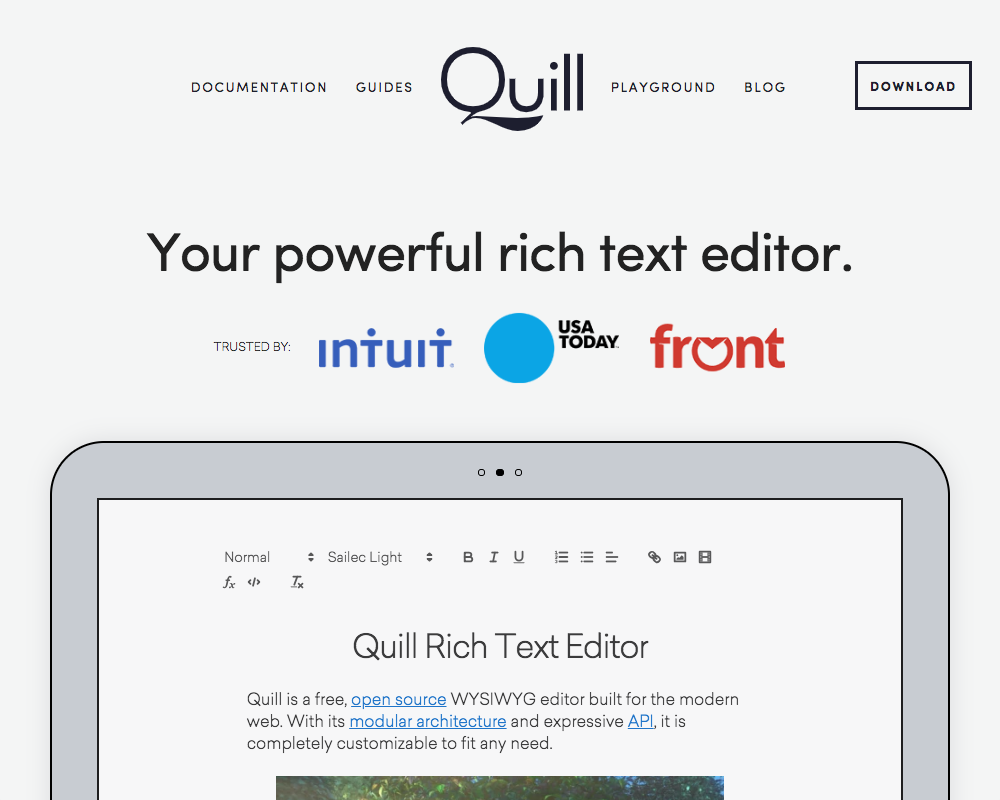 DOCUMENTATION GUIDES Quill PLAYGROUND BLOG DOWNLOAD
Your powerful rich text editor.
TRUSTED BY: intuit USA TODAY front
Normal Sailec Light B I U
fx </> Tx
Quill Rich Text Editor
Quill is a free, open source WYSIWYG editor built for the modern
web. With its modular architecture and expressive API, it is
completely customizable to fit any need.